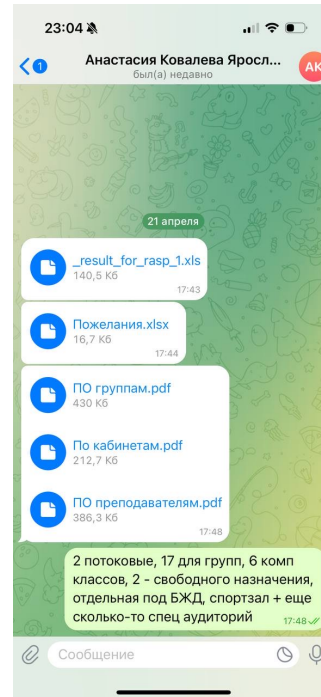 23:04
1
Анастасия Ковалева Яросл...
был(а) недавно
АК
21 апреля
_result_for_rasp_1.xls
140,5 Кб
17:43
Пожелания.xlsx
16,7 Кб
17:44
ПО группам.pdf
430 Кб
По кабинетам.pdf
212,7 Кб
ПО преподавателям.pdf
386,3 Кб
17:48
2 потоковые, 17 для групп, 6 комп
классов, 2 - свободного назначения,
отдельная под БЖД, спортзал + еще
сколько-то спец аудиторий
17:48
Сообщение